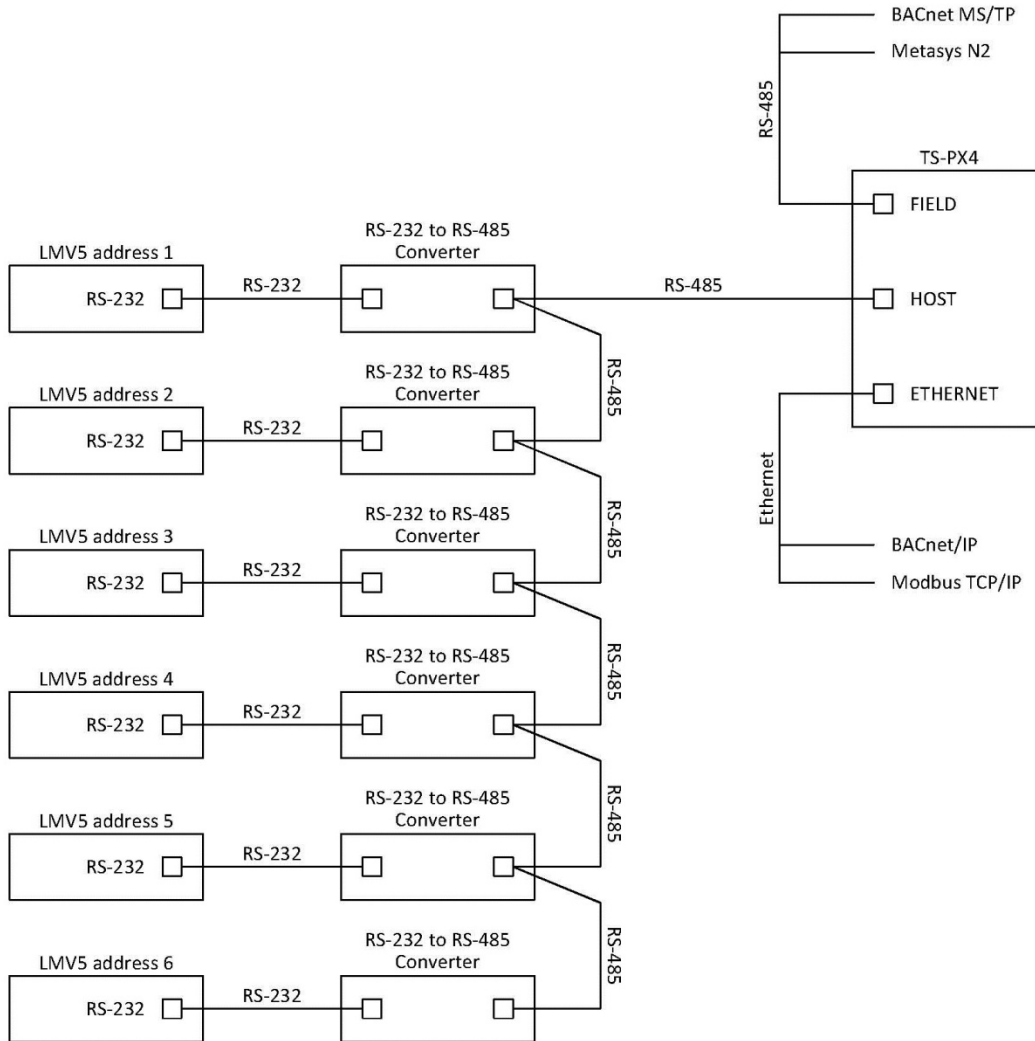 BACnet MS/TP
Metasys N2
RS-485
TS-PX4
FIELD
RS-232 to RS-485
Converter
LMV5 address 1
RS-232
RS-232
RS-485
HOST
RS-485
RS-232 to RS-485
Converter
LMV5 address 2
RS-232
RS-232
ETHERNET
Ethernet
RS-485
RS-232 to RS-485
Converter
LMV5 address 3
RS-232
RS-232
BACnet/IP
Modbus TCP/IP
RS-485
RS-232 to RS-485
Converter
LMV5 address 4
RS-232
RS-232
RS-485
RS-232 to RS-485
Converter
LMV5 address 5
RS-232
RS-232
RS-485
RS-232 to RS-485
Converter
LMV5 address 6
RS-232
RS-232